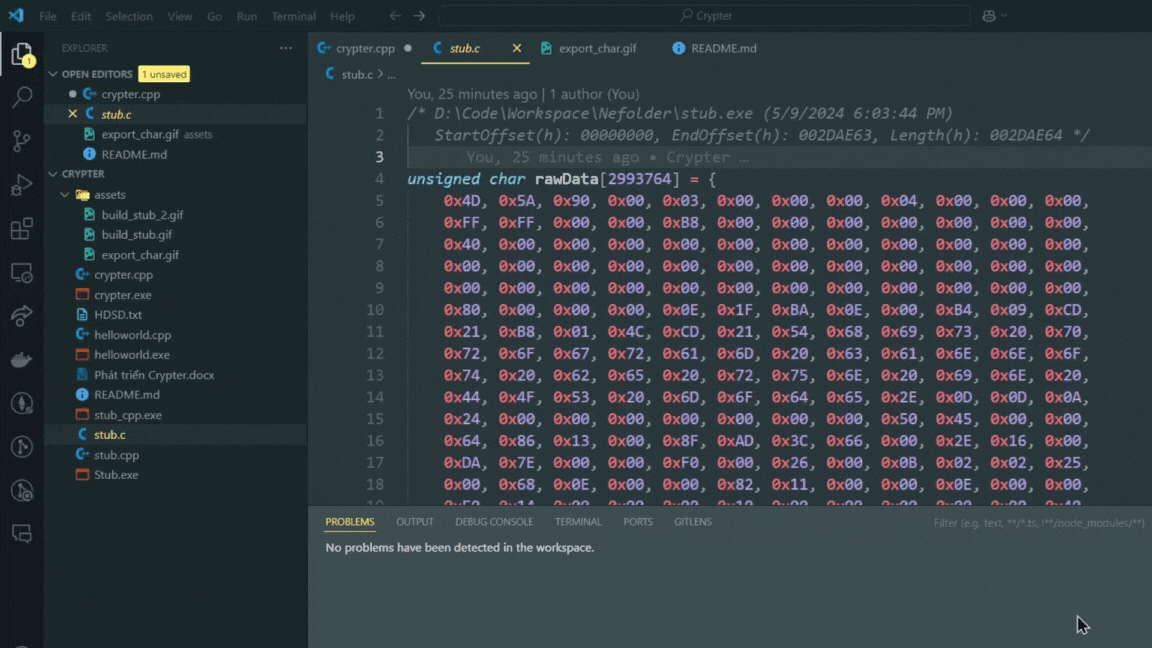 File Edit Selection View Go Run Terminal Help
Crypter
EXPLORER
OPEN EDITORS 1 unsaved
crypter.cpp
stub.c
export_char.gif assets
README.md
CRYPTER
assets
build_stub_2.gif
build_stub.gif
export_char.gif
crypter.cpp
crypter.exe
HDSD.txt
helloworld.cpp
helloworld.exe
Phát triển Crypter.docx
README.md
stub_cpp.exe
stub.c
stub.cpp
Stub.exe
crypter.cpp stub.c export_char.gif README.md
stub.c > ...
You, 25 minutes ago | 1 author (You)
1 /* D:\Code\Workspace\Nefolder\stub.exe (5/9/2024 6:03:44 PM)
2 StartOffset(h): 00000000, EndOffset(h): 002DAE63, Length(h): 002DAE64 */
3 You, 25 minutes ago • Crypter …
4 unsigned char rawData[2993764] = {
5 0x4D, 0x5A, 0x90, 0x00, 0x03, 0x00, 0x00, 0x00, 0x04, 0x00, 0x00, 0x00,
6 0xFF, 0xFF, 0x00, 0x00, 0xB8, 0x00, 0x00, 0x00, 0x00, 0x00, 0x00, 0x00,
7 0x40, 0x00, 0x00, 0x00, 0x00, 0x00, 0x00, 0x00, 0x00, 0x00, 0x00, 0x00,
8 0x00, 0x00, 0x00, 0x00, 0x00, 0x00, 0x00, 0x00, 0x00, 0x00, 0x00, 0x00,
9 0x00, 0x00, 0x00, 0x00, 0x00, 0x00, 0x00, 0x00, 0x00, 0x00, 0x00, 0x00,
10 0x80, 0x00, 0x00, 0x00, 0x0E, 0x1F, 0xBA, 0x0E, 0x00, 0xB4, 0x09, 0xCD,
11 0x21, 0xB8, 0x01, 0x4C, 0xCD, 0x21, 0x54, 0x68, 0x69, 0x73, 0x20, 0x70,
12 0x72, 0x6F, 0x67, 0x72, 0x61, 0x6D, 0x20, 0x63, 0x61, 0x6E, 0x6E, 0x6F,
13 0x74, 0x20, 0x62, 0x65, 0x20, 0x72, 0x75, 0x6E, 0x20, 0x69, 0x6E, 0x20,
14 0x44, 0x4F, 0x53, 0x20, 0x6D, 0x6F, 0x64, 0x65, 0x2E, 0x0D, 0x0D, 0x0A,
15 0x24, 0x00, 0x00, 0x00, 0x00, 0x00, 0x00, 0x00, 0x50, 0x45, 0x00, 0x00,
16 0x64, 0x86, 0x13, 0x00, 0x8F, 0xAD, 0x3C, 0x66, 0x00, 0x2E, 0x16, 0x00,
17 0xDA, 0x7E, 0x00, 0x00, 0xF0, 0x00, 0x26, 0x00, 0x0B, 0x02, 0x02, 0x25,
18 0x00, 0x68, 0x0E, 0x00, 0x00, 0x82, 0x11, 0x00, 0x00, 0x0E, 0x00, 0x00,
PROBLEMS OUTPUT DEBUG CONSOLE TERMINAL PORTS GITLENS
Filter (e.g. text, **/*.ts, !**/node_modules/**)
No problems have been detected in the workspace.